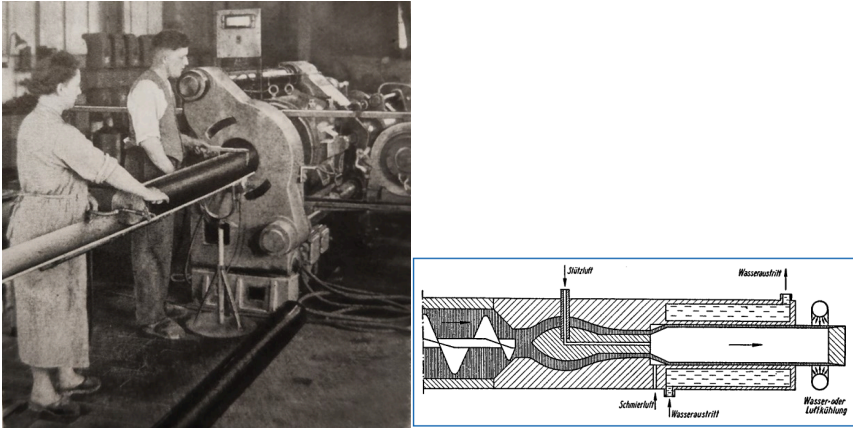 Stützluft
Wasseraustritt
Schmierluft
Wasseraustritt
Wasser- oder
Luftkühlung